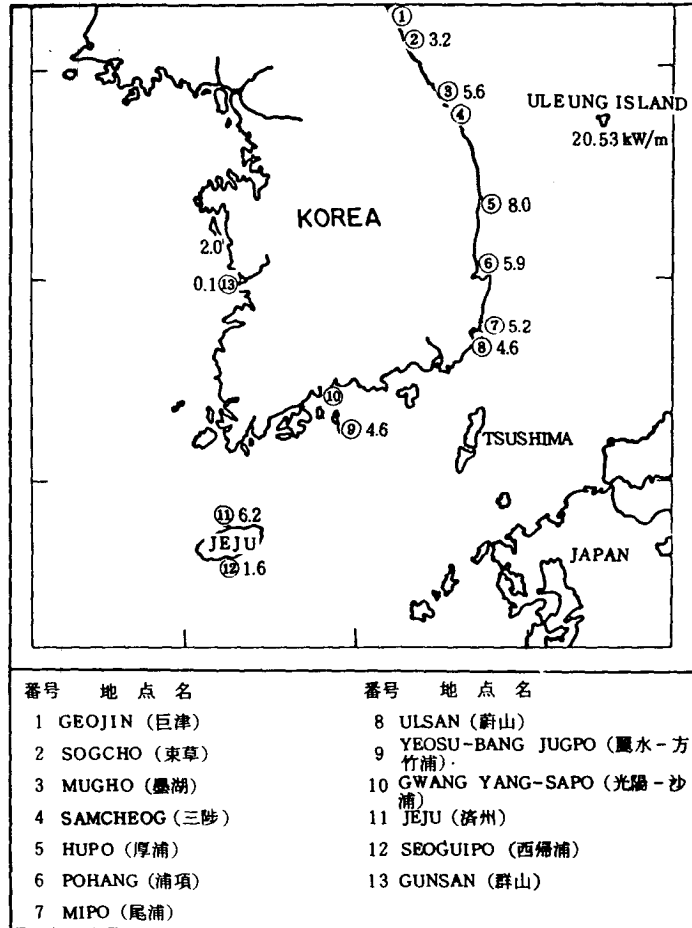 ①
② 3.2
③ 5.6
④
ULEUNG ISLAND
20.53 kW/m
⑤ 8.0
KOREA
2.0
⑥ 5.9
0.1 ⑬
⑦ 5.2
⑧ 4.6
⑩
⑨ 4.6
TSUSHIMA
⑪ 6.2
JEJU
JAPAN
⑫ 1.6
番号 地点名
1 GEOJIN (巨津)
2 SOGCHO (束草)
3 MUGHO (墨湖)
4 SAMCHEOG (三陟)
5 HUPO (厚浦)
6 POHANG (浦項)
7 MIPO (尾浦)
番号 地点名
8 ULSAN (蔚山)
9 YEOSU-BANG JUGPO (麗水-方
竹浦)
10 GWANG YANG-SAPO (光陽-沙
浦)
11 JEJU (済州)
12 SEOGUIPO (西帰浦)
13 GUNSAN (群山)